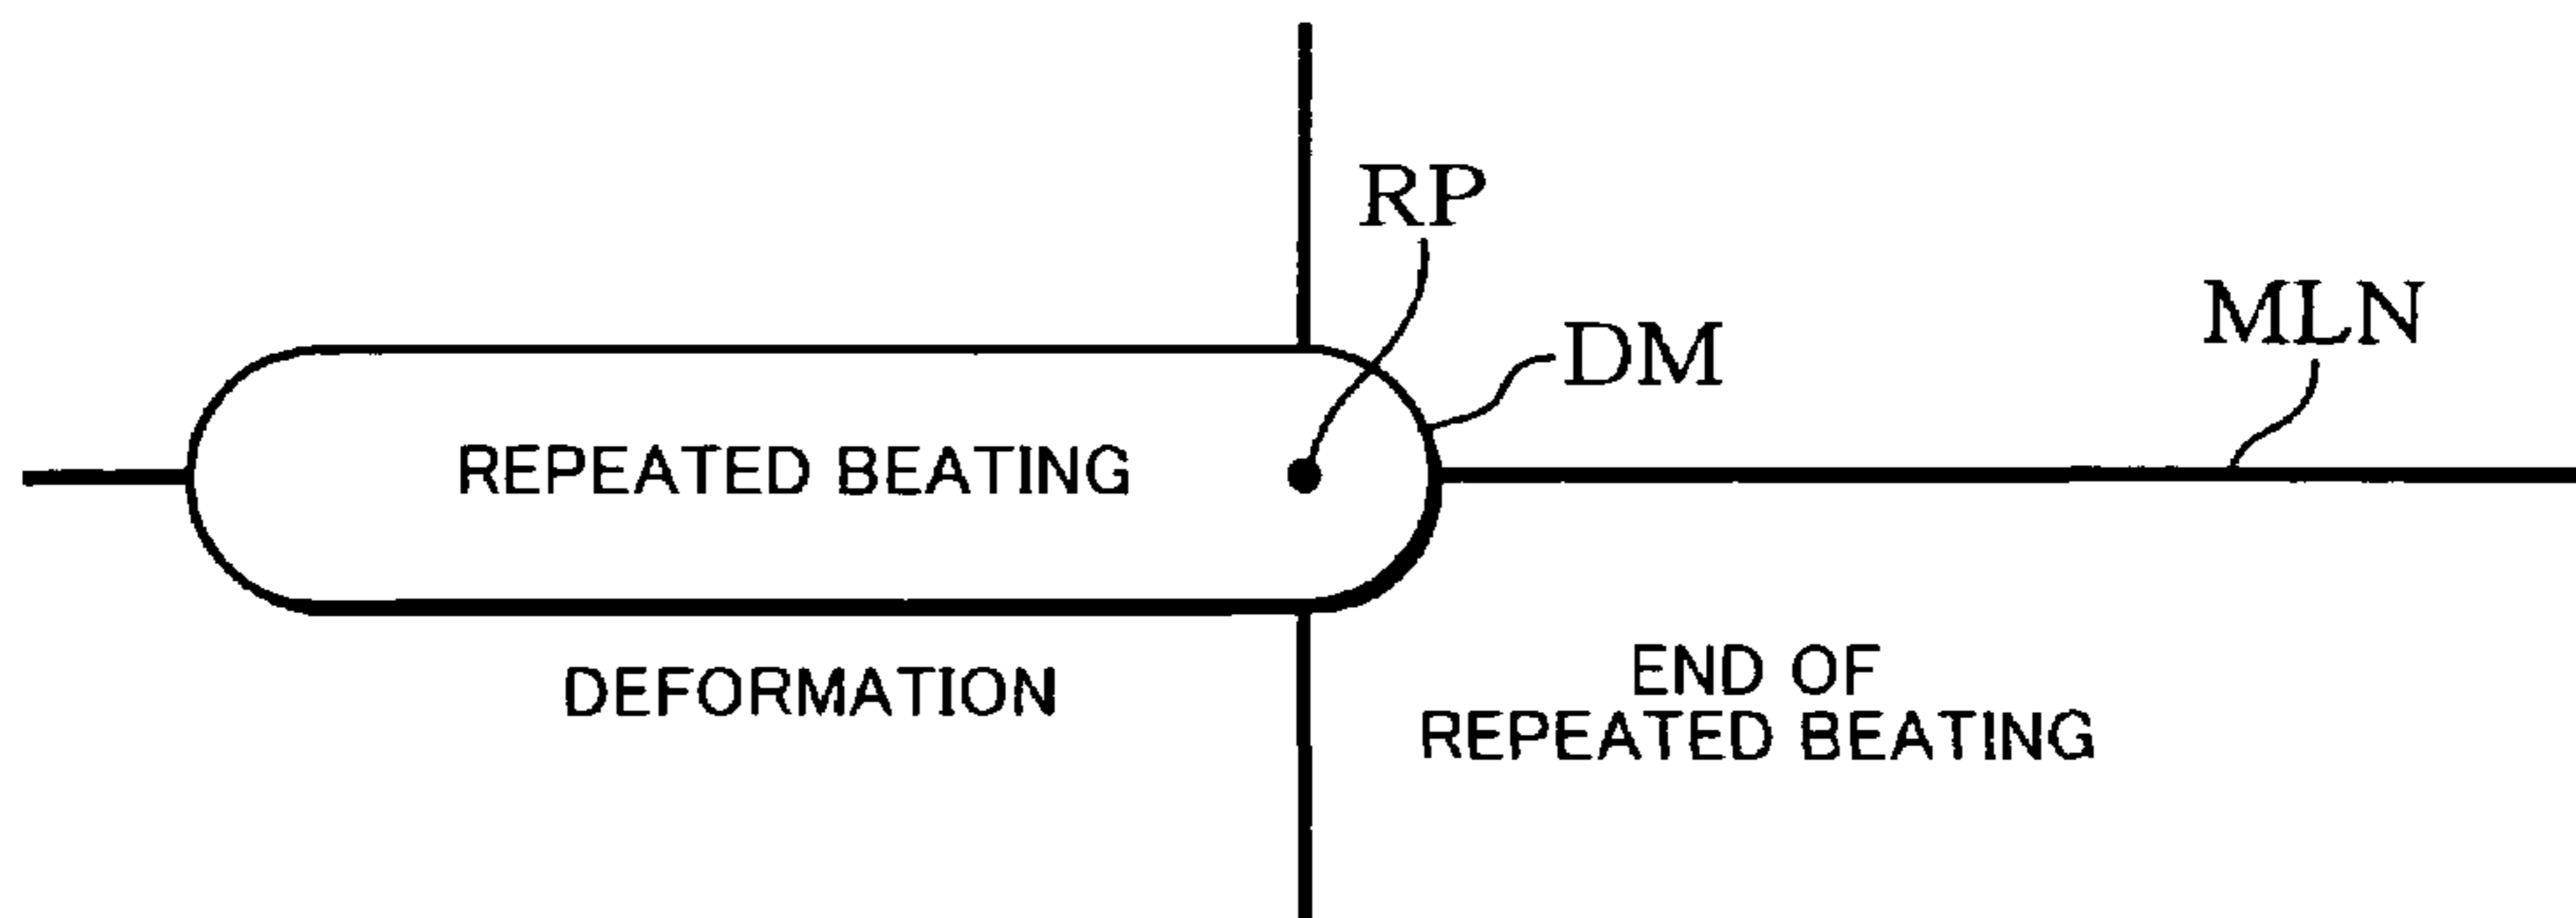 RP
DM
MLN
REPEATED BEATING
DEFORMATION
END OF
REPEATED BEATING